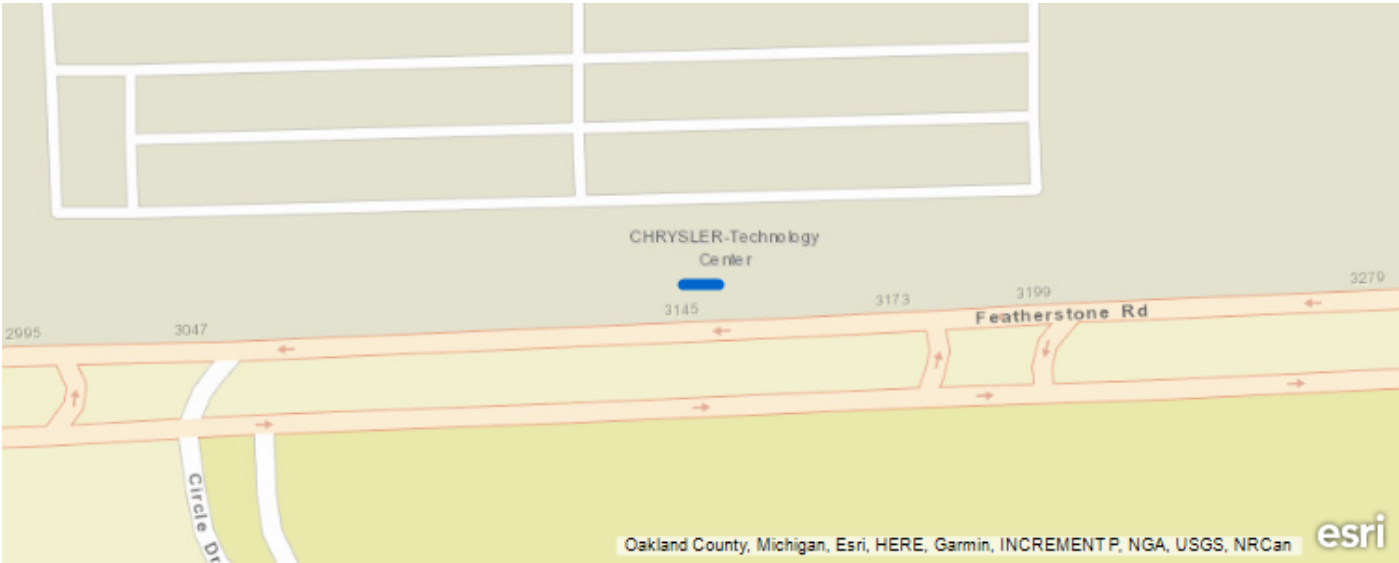 CHRYSLER-Technology
Center
3279
3199
3173
3145
Featherstone Rd
3047
2995
Circle Dr
Oakland County, Michigan, Esri, HERE, Garmin, INCREMENT P, NGA, USGS, NRCan
esri